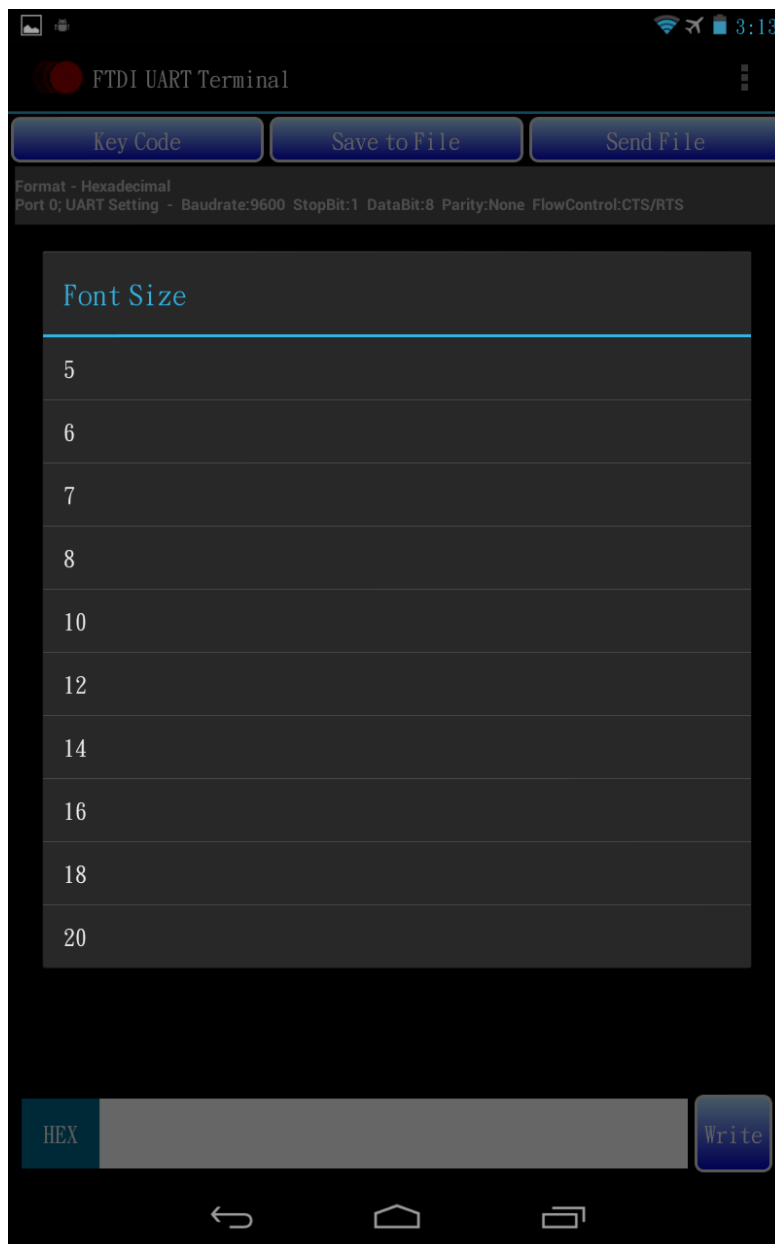 3:13
FTDI UART Terminal
Key Code
Save to File
Send File
Format - Hexadecimal
Port 0; UART Setting - Baudrate:9600 StopBit:1 DataBit:8 Parity:None FlowControl:CTS/RTS
Font Size
5
6
7
8
10
12
14
16
18
20
HEX
Write